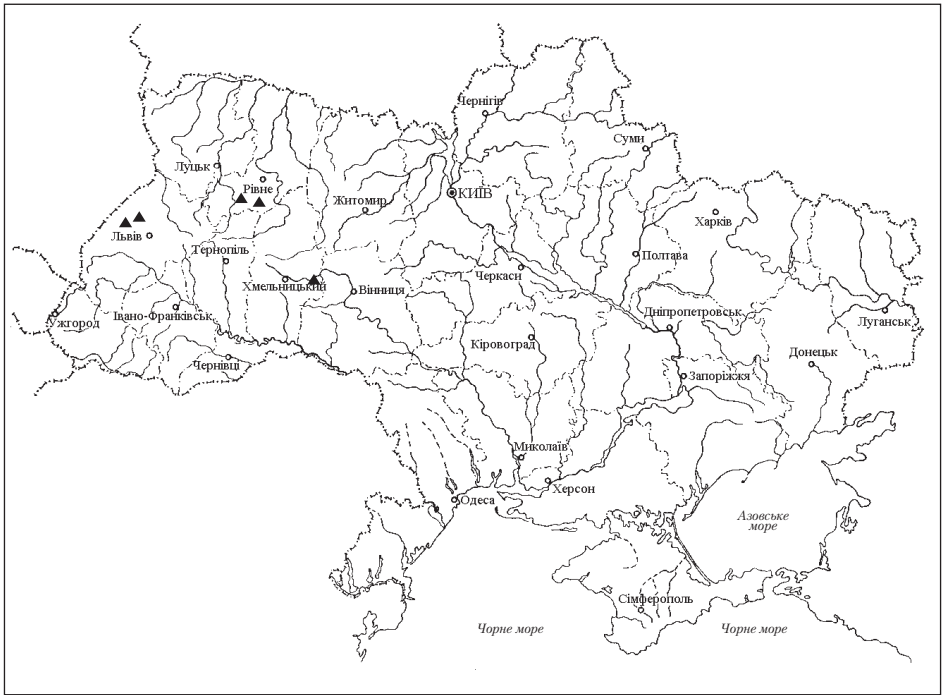 Чернігів
Суми
Луцьк
Рівне
КИЇВ
Житомир
Харків
Львів
Тернопіль
Полтава
Черкаси
Хмельницький
Вінниця
Ужгород
Івано-Франківськ
Дніпропетровськ
Луганськ
Кіровоград
Донецьк
Чернівці
Запоріжжя
Миколаїв
Херсон
Одеса
Азовське
море
Сімферополь
Чорне море
Чорне море